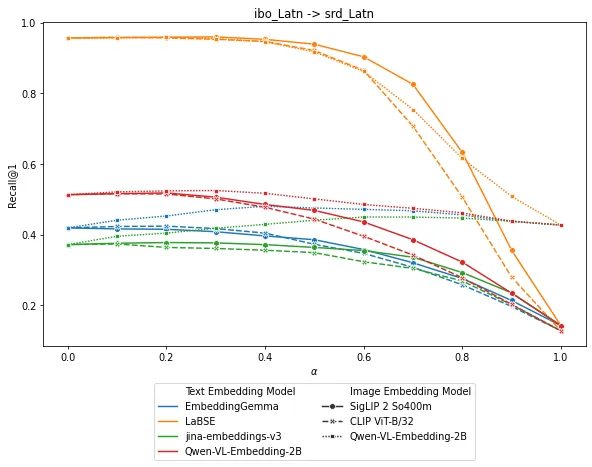 ibo_Latn -> srd_Latn
1.0
0.8
0.6
0.4
0.2
Recall@1
0.0 0.2 0.4 0.6 0.8 1.0
α
Text Embedding Model Image Embedding Model
EmbeddingGemma SigLIP 2 So400m
LaBSE CLIP ViT-B/32
jina-embeddings-v3 Qwen-VL-Embedding-2B
Qwen-VL-Embedding-2B